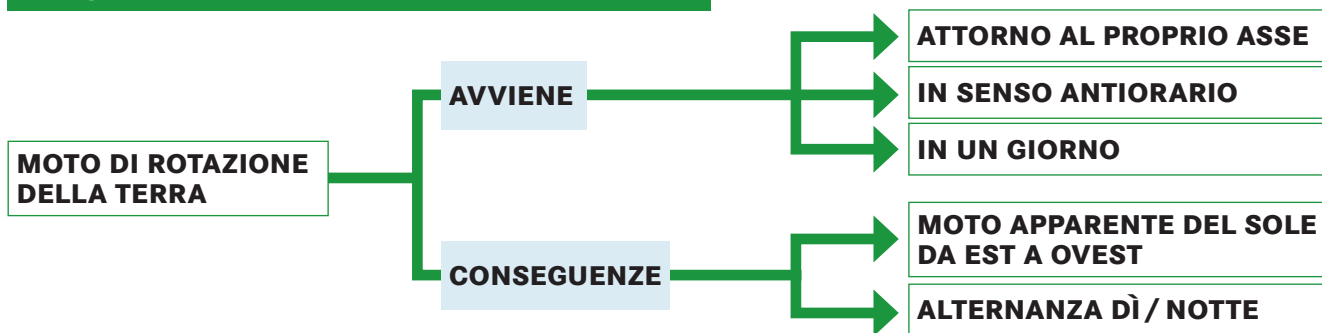 ATTORNO AL PROPRIO ASSE
AVVIENE
IN SENSO ANTIORARIO
IN UN GIORNO
MOTO DI ROTAZIONE
DELLA TERRA
MOTO APPARENTE DEL SOLE
DA EST A OVEST
CONSEGUENZE
ALTERNANZA DÌ / NOTTE